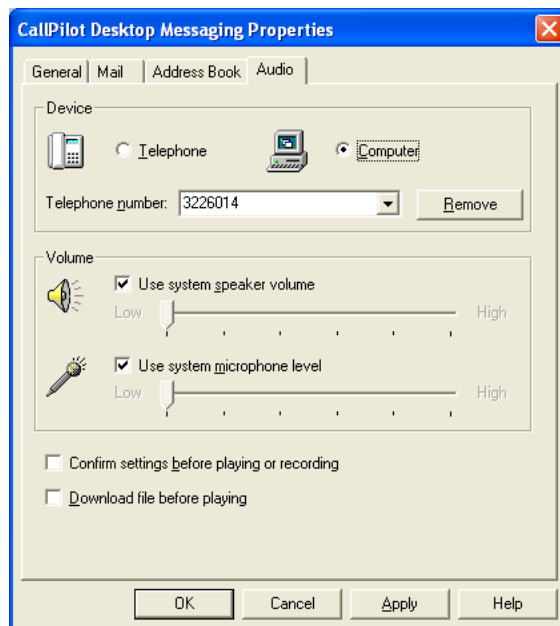 CallPilot Desktop Messaging Properties
General Mail Address Book Audio
Device
Telephone Computer
Telephone number: 3226014 Remove
Volume
Use system speaker volume
Low High
Use system microphone level
Low High
Confirm settings before playing or recording
Download file before playing
OK Cancel Apply Help